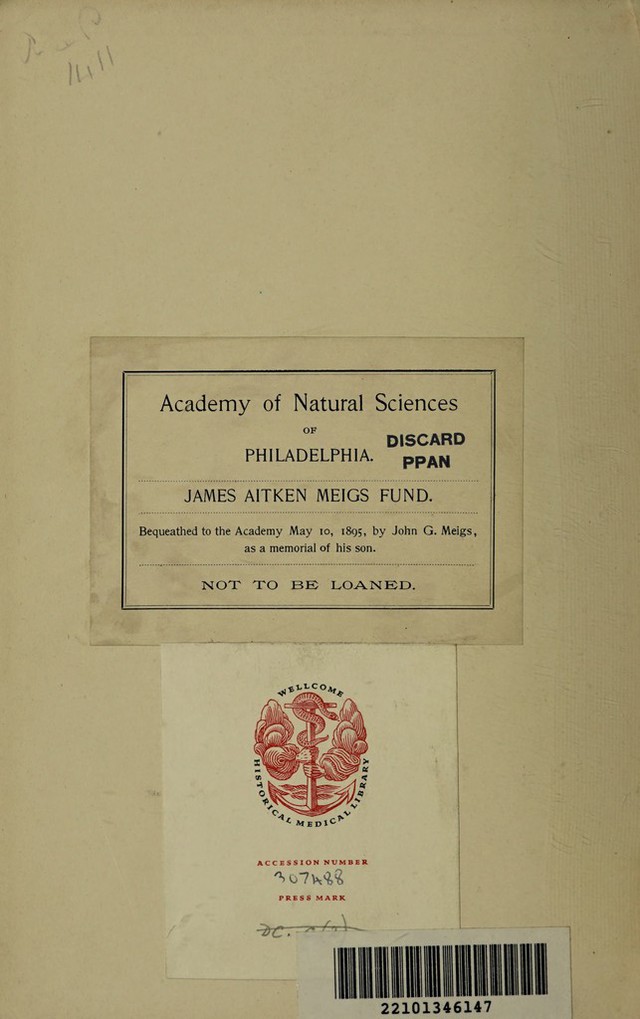 Academy of Natural Sciences
OF
PHILADELPHIA.
DISCARD
PPAN
JAMES AITKEN MEIGS FUND.
Bequeathed to the Academy May 10, 1895, by John G. Meigs,
as a memorial of his son.
NOT TO BE LOANED.
WELLCOME
HISTORICAL MEDICAL LIBRARY
ACCESSION NUMBER
307488
PRESS MARK
22101346147